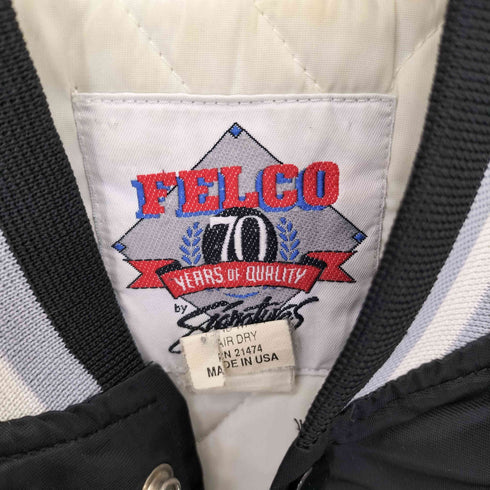 FELCO
70
YEARS OF QUALITY
by Signatures
AIR DRY
RN 21474
MADE IN USA